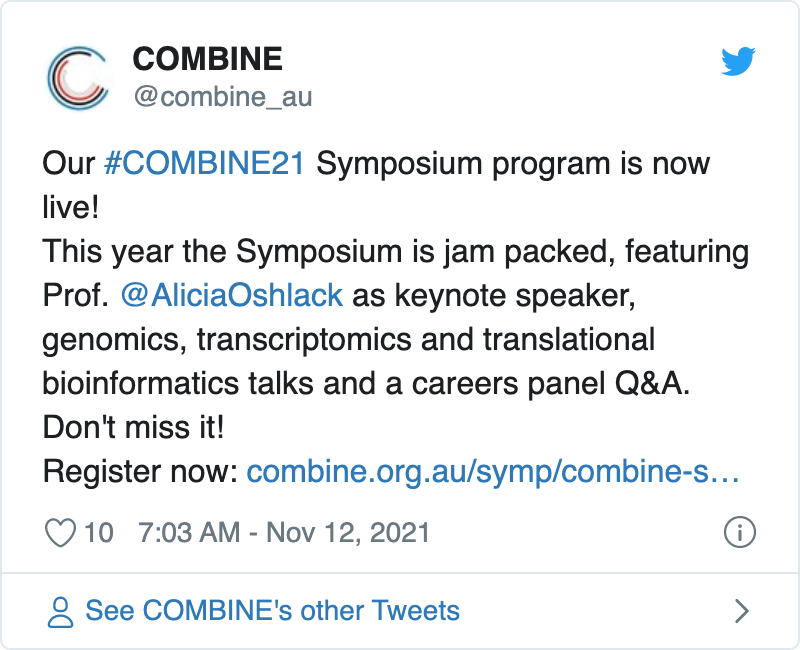 COMBINE
@combine_au
Our #COMBINE21 Symposium program is now
live!
This year the Symposium is jam packed, featuring
Prof. @AliciaOshlack as keynote speaker,
genomics, transcriptomics and translational
bioinformatics talks and a careers panel Q&A.
Don't miss it!
Register now: combine.org.au/symp/combine-s…
10 7:03 AM - Nov 12, 2021
See COMBINE's other Tweets